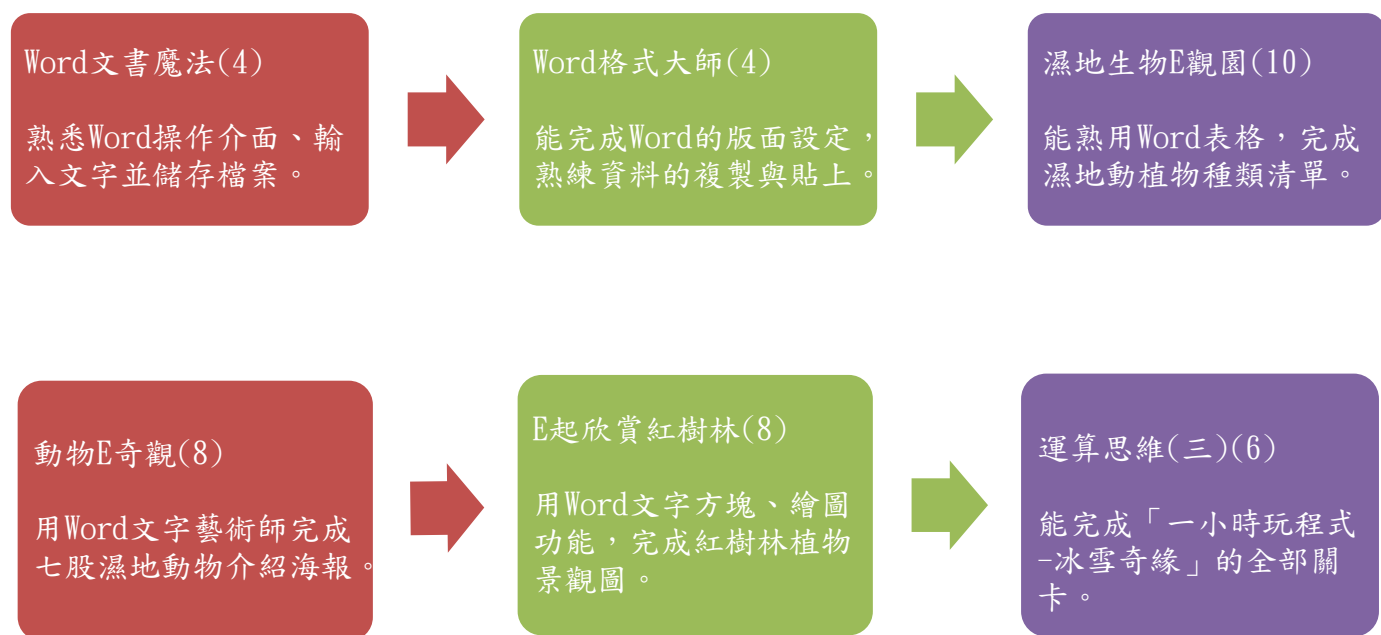 Word文書魔法(4)
熟悉Word操作介面、輸
入文字並儲存檔案。
Word格式大師(4)
能完成Word的版面設定，
熟練資料的複製與貼上。
濕地生物E觀園(10)
能熟用Word表格，完成
濕地動植物種類清單。
動物E奇觀(8)
用Word文字藝術師完成
七股濕地動物介紹海報。
E起欣賞紅樹林(8)
用Word文字方塊、繪圖
功能，完成紅樹林植物
景觀圖。
運算思維(三)(6)
能完成「一小時玩程式
-冰雪奇緣」的全部關
卡。